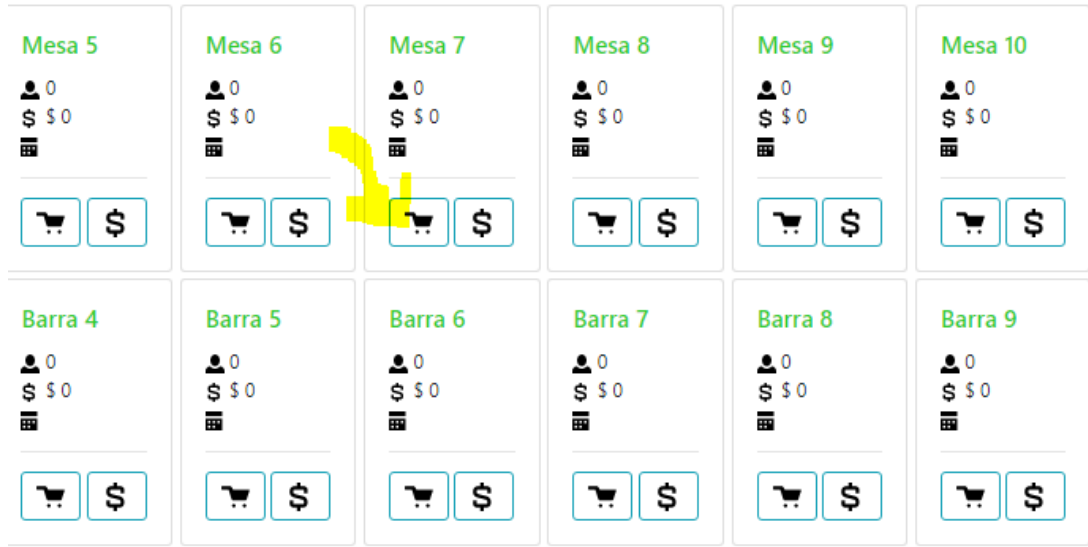 Mesa 5 Mesa 6 Mesa 7 Mesa 8 Mesa 9 Mesa 10
0 0 0 0 0 0
$ 0 $ 0 $ 0 $ 0 $ 0 $ 0
Barra 4 Barra 5 Barra 6 Barra 7 Barra 8 Barra 9
0 0 0 0 0 0
$ 0 $ 0 $ 0 $ 0 $ 0 $ 0